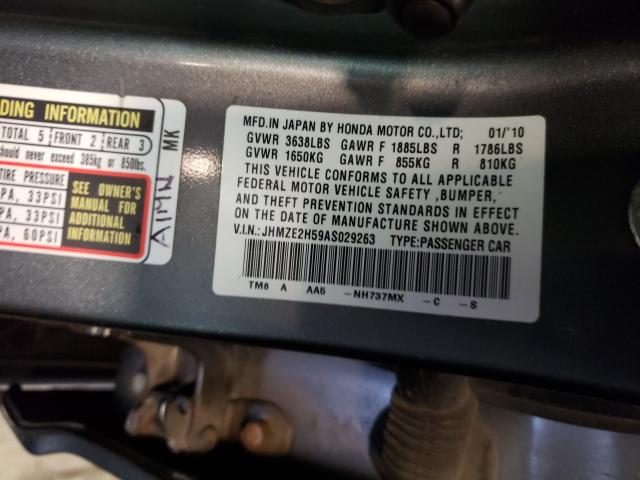 DING INFORMATION
TOTAL 5 FRONT 2 REAR 3
hould never exceed 385kg or 850lbs.
TIRE PRESSURE
PA, 33PSI
PA, 33PSI
PA, 60PSI
SEE OWNER'S
MANUAL FOR
ADDITIONAL
INFORMATION
MK
MFD.IN JAPAN BY HONDA MOTOR CO.,LTD; 01/'10
GVWR 3638LBS GAWR F 1885LBS R 1786LBS
GVWR 1650KG GAWR F 855KG R 810KG
THIS VEHICLE CONFORMS TO ALL APPLICABLE
FEDERAL MOTOR VEHICLE SAFETY ,BUMPER,
AND THEFT PREVENTION STANDARDS IN EFFECT
ON THE DATE OF MANUFACTURE SHOWN ABOVE.
V.I.N.: JHMZE2H59AS029263 TYPE:PASSENGER CAR
TM8 A AA5 -NH737MX -C -S